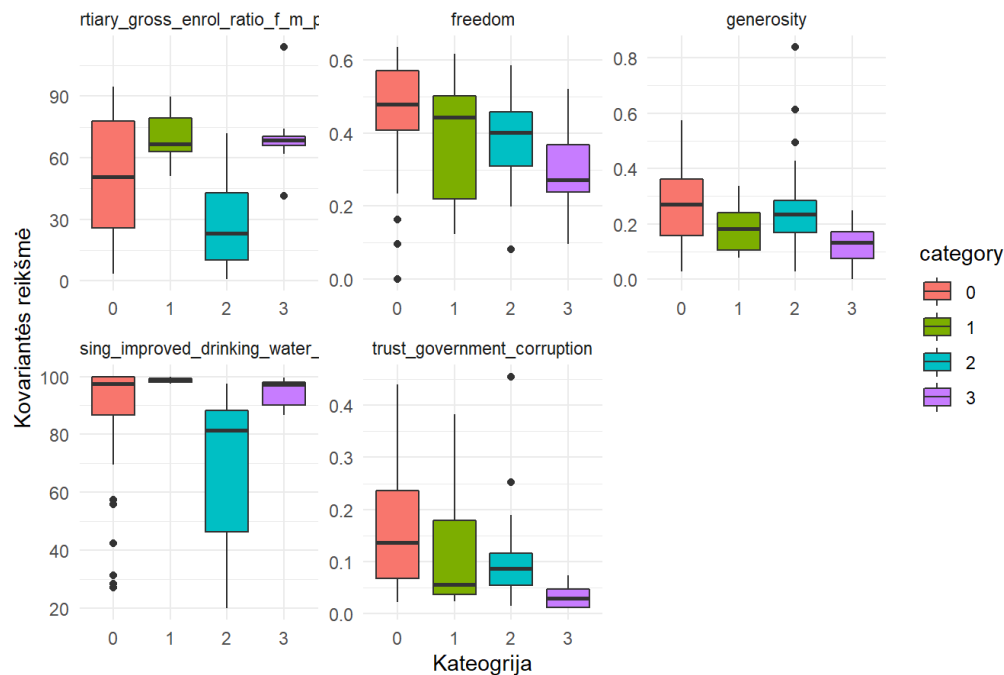 rtiary_gross_enrol_ratio_f_m_p
freedom
generosity
90
60
30
0
0 1 2 3
0.6
0.4
0.2
0.0
0 1 2 3
0.8
0.6
0.4
0.2
0.0
0 1 2 3
sing_improved_drinking_water_
trust_government_corruption
100
80
60
40
20
0 1 2 3
0.4
0.3
0.2
0.1
0.0
0 1 2 3
Kovariantės reikšmė
Kateogrija
category
0
1
2
3